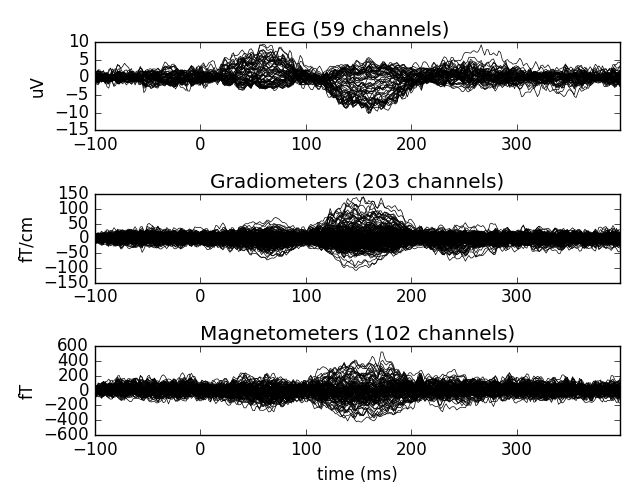 EEG (59 channels)
10
5
0
−5
−10
−15
uV
−100 0 100 200 300
Gradiometers (203 channels)
150
100
50
0
−50
−100
−150
fT/cm
−100 0 100 200 300
Magnetometers (102 channels)
600
400
200
0
−200
−400
−600
fT
−100 0 100 200 300
time (ms)